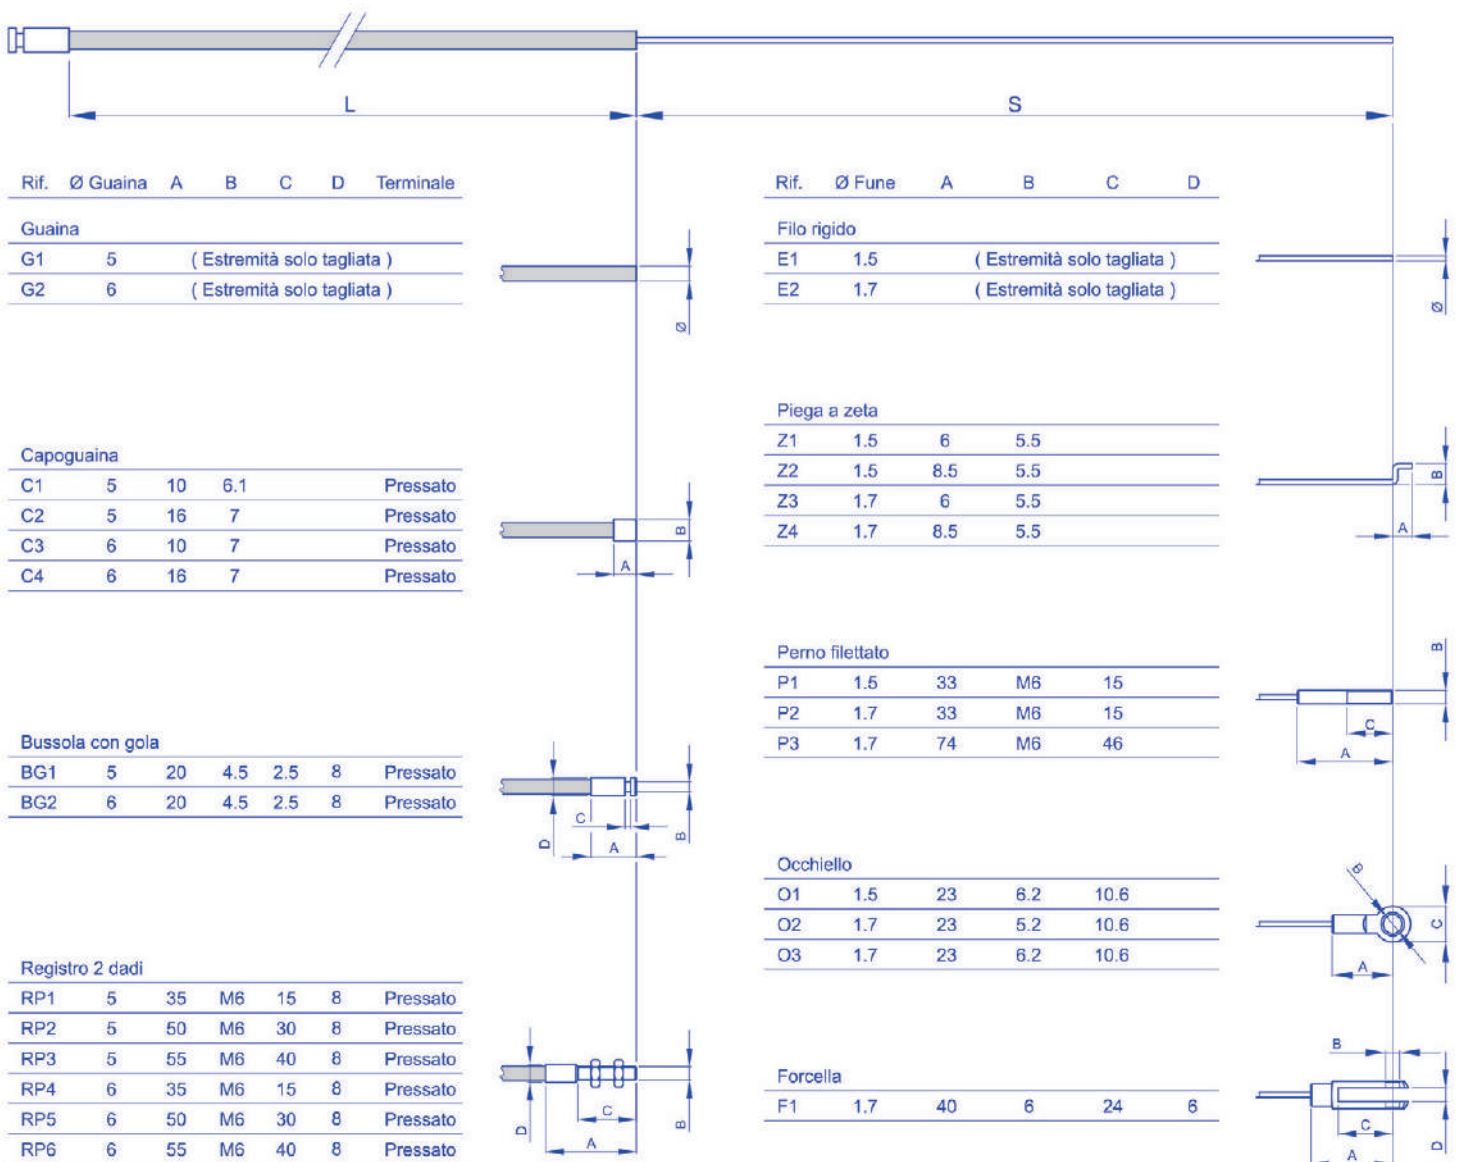 L
S
Rif. Ø Guaina A B C D Terminale
Guaina
G1 5 ( Estremità solo tagliata )
G2 6 ( Estremità solo tagliata )
Ø
Capoguaina
C1 5 10 6.1 Pressato
C2 5 16 7 Pressato
C3 6 10 7 Pressato
C4 6 16 7 Pressato
B
A
Bussola con gola
BG1 5 20 4.5 2.5 8 Pressato
BG2 6 20 4.5 2.5 8 Pressato
C
D
A
B
Registro 2 dadi
RP1 5 35 M6 15 8 Pressato
RP2 5 50 M6 30 8 Pressato
RP3 5 55 M6 40 8 Pressato
RP4 6 35 M6 15 8 Pressato
RP5 6 50 M6 30 8 Pressato
RP6 6 55 M6 40 8 Pressato
C
D
A
B
Rif. Ø Fune A B C D
Filo rigido
E1 1.5 ( Estremità solo tagliata )
E2 1.7 ( Estremità solo tagliata )
Ø
Piega a zeta
Z1 1.5 6 5.5
Z2 1.5 8.5 5.5
Z3 1.7 6 5.5
Z4 1.7 8.5 5.5
B
A
Perno filettato
P1 1.5 33 M6 15
P2 1.7 33 M6 15
P3 1.7 74 M6 46
B
C
A
Occhiello
O1 1.5 23 6.2 10.6
O2 1.7 23 5.2 10.6
O3 1.7 23 6.2 10.6
B
C
A
Forcella
F1 1.7 40 6 24 6
B
C
D
A